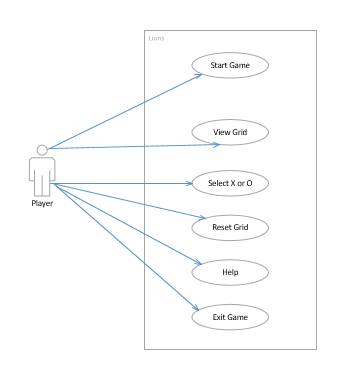 Lions
Start Game
View Grid
Select X or O
Player
Reset Grid
Help
Exit Game